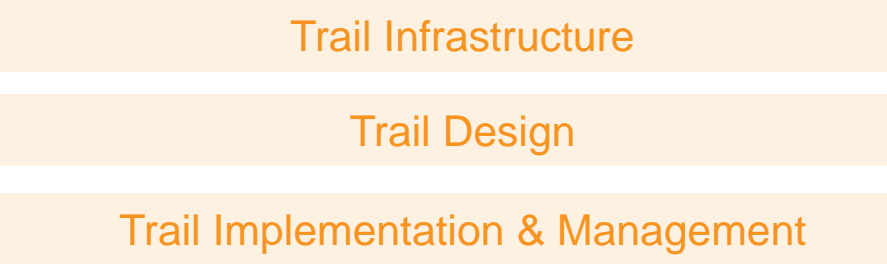 Trail Infrastructure
Trail Design
Trail Implementation & Management